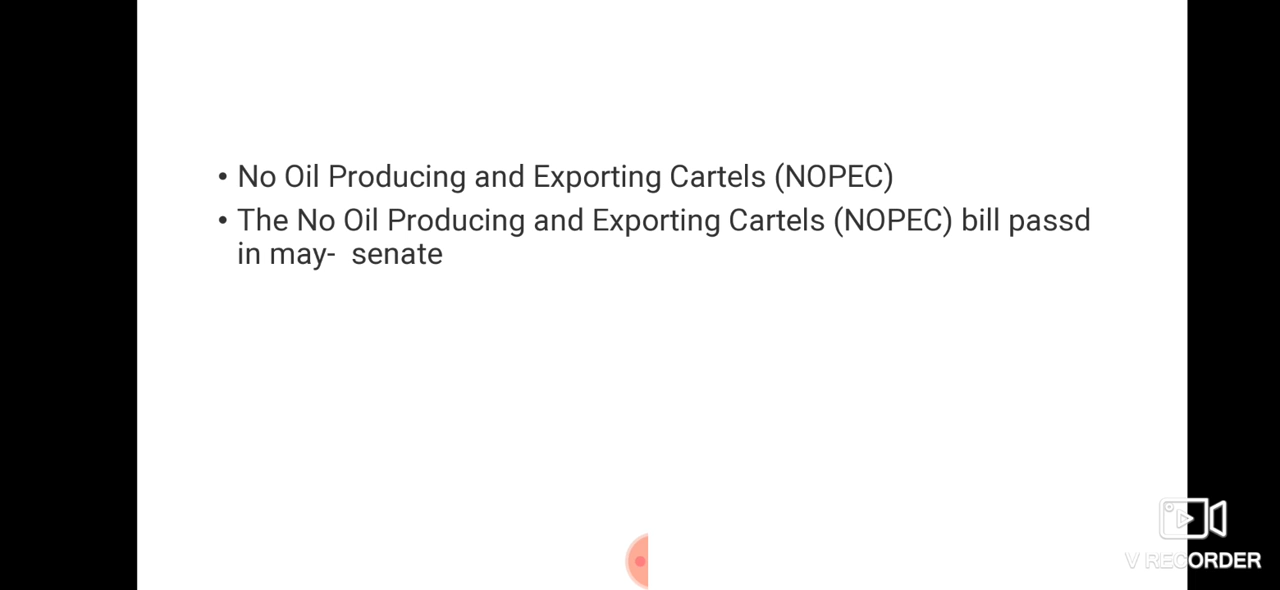 • No Oil Producing and Exporting Cartels (NOPEC)
• The No Oil Producing and Exporting Cartels (NOPEC) bill passd
in may-  senate
V RECORDER